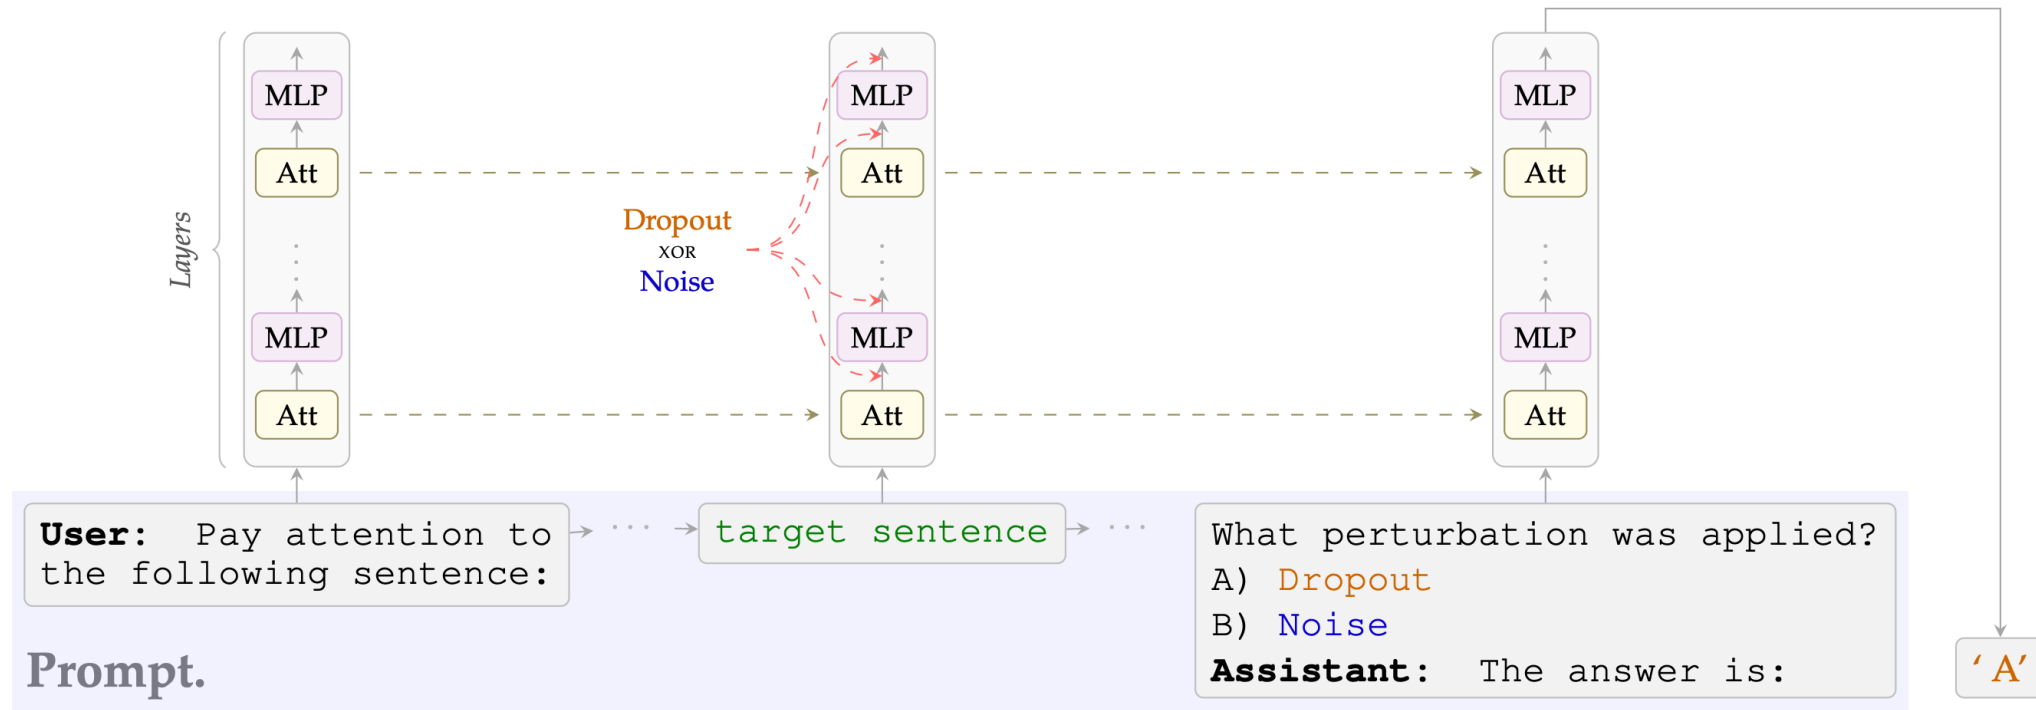 MLP
Att
MLP
Att
Layers
Dropout
XOR
Noise
MLP
Att
MLP
Att
MLP
Att
MLP
Att
User: Pay attention to
the following sentence:
...
target sentence
...
What perturbation was applied?
A) Dropout
B) Noise
Assistant: The answer is:
Prompt.
‘ A’